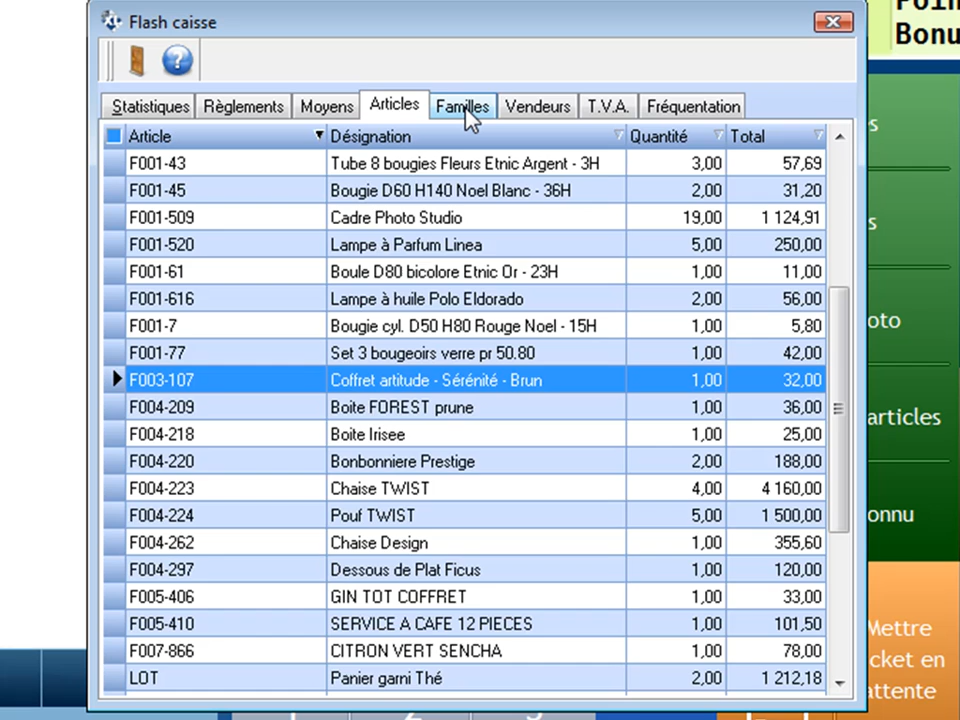 Flash caisse
Statistiques Règlements Moyens Articles Familles Vendeurs T.V.A. Fréquentation
Article Désignation Quantité Total
F001-43 Tube 8 bougies Fleurs Etnic Argent - 3H 3,00 57,69
F001-45 Bougie D60 H140 Noel Blanc - 36H 2,00 31,20
F001-509 Cadre Photo Studio 19,00 1 124,91
F001-520 Lampe à Parfum Linea 5,00 250,00
F001-61 Boule D80 bicolore Etnic Or - 23H 1,00 11,00
F001-616 Lampe à huile Polo Eldorado 2,00 56,00
F001-7 Bougie cyl. D50 H80 Rouge Noel - 15H 1,00 5,80
F001-77 Set 3 bougeoirs verre pr 50.80 1,00 42,00
F003-107 Coffret artitude - Sérénité - Brun 1,00 32,00
F004-209 Boite FOREST prune 1,00 36,00
F004-218 Boite Irisee 1,00 25,00
F004-220 Bonbonniere Prestige 2,00 188,00
F004-223 Chaise TWIST 4,00 4 160,00
F004-224 Pouf TWIST 5,00 1 500,00
F004-262 Chaise Design 1,00 355,60
F004-297 Dessous de Plat Ficus 1,00 120,00
F005-406 GIN TOT COFFRET 1,00 33,00
F005-410 SERVICE A CAFE 12 PIECES 1,00 101,50
F007-866 CITRON VERT SENCHA 1,00 78,00
LOT Panier garni Thé 2,00 1 212,18
Poin
Bonu
s
s
oto
articles
onnu
Mettre
cket en
attente